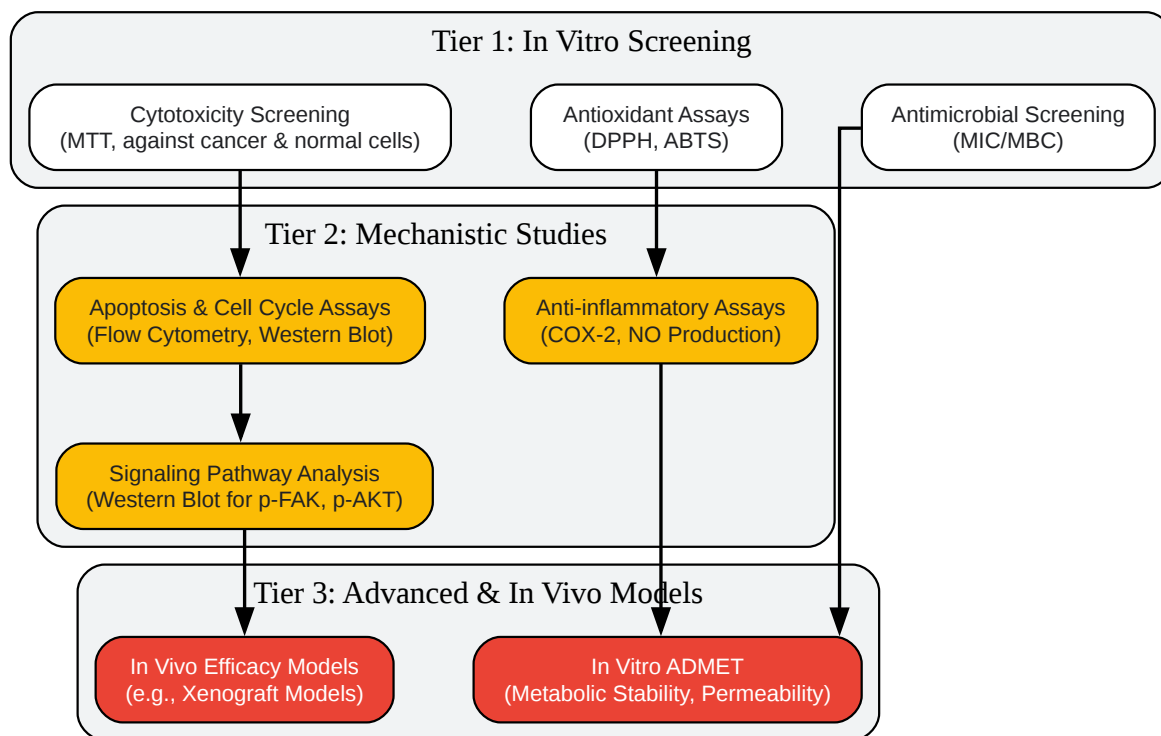 Tier 1: In Vitro Screening
Cytotoxicity Screening
(MTT, against cancer & normal cells)
Antioxidant Assays
(DPPH, ABTS)
Antimicrobial Screening
(MIC/MBC)
Tier 2: Mechanistic Studies
Apoptosis & Cell Cycle Assays
(Flow Cytometry, Western Blot)
Anti-inflammatory Assays
(COX-2, NO Production)
Signaling Pathway Analysis
(Western Blot for p-FAK, p-AKT)
Tier 3: Advanced & In Vivo Models
In Vivo Efficacy Models
(e.g., Xenograft Models)
In Vitro ADMET
(Metabolic Stability, Permeability)